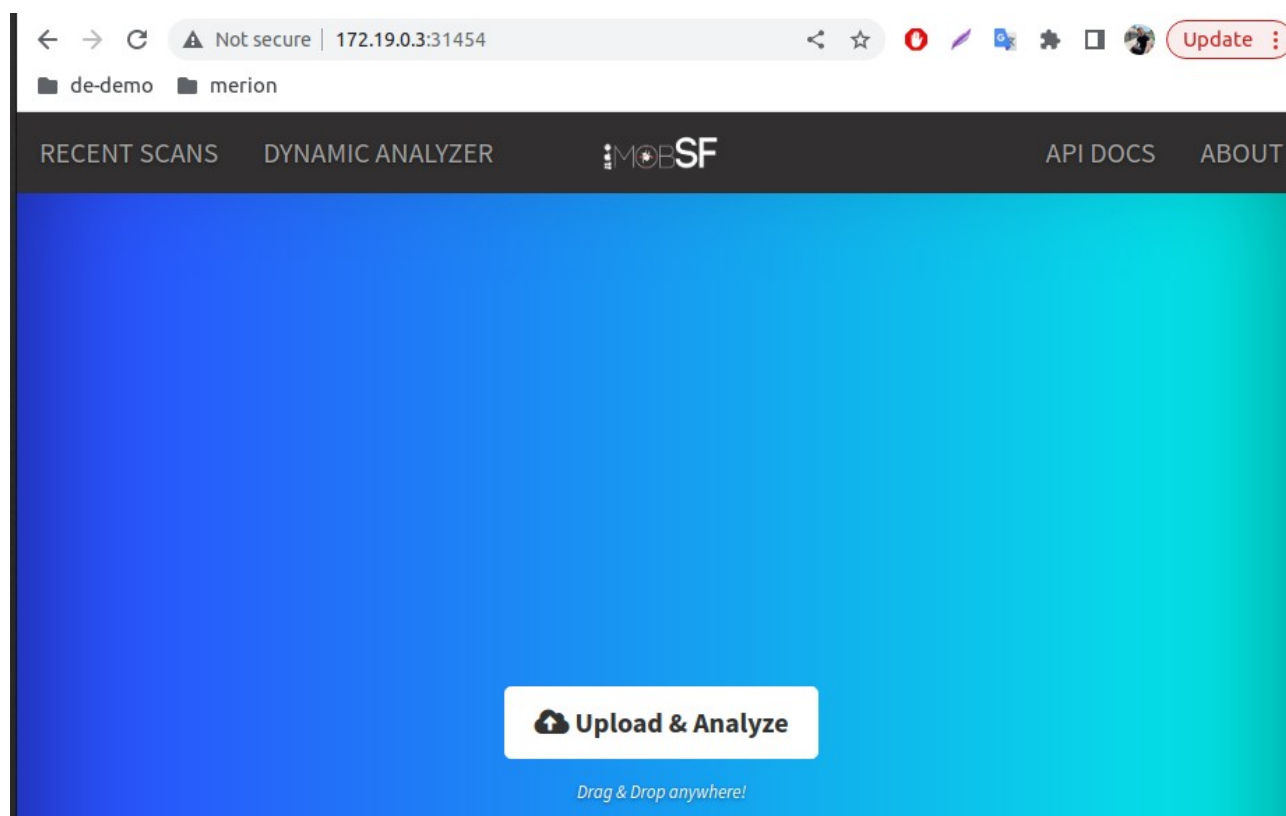 Not secure 172.19.0.3:31454 Update
de-demo merion
RECENT SCANS DYNAMIC ANALYZER MOBSF API DOCS ABOUT
Upload & Analyze
Drag & Drop anywhere!